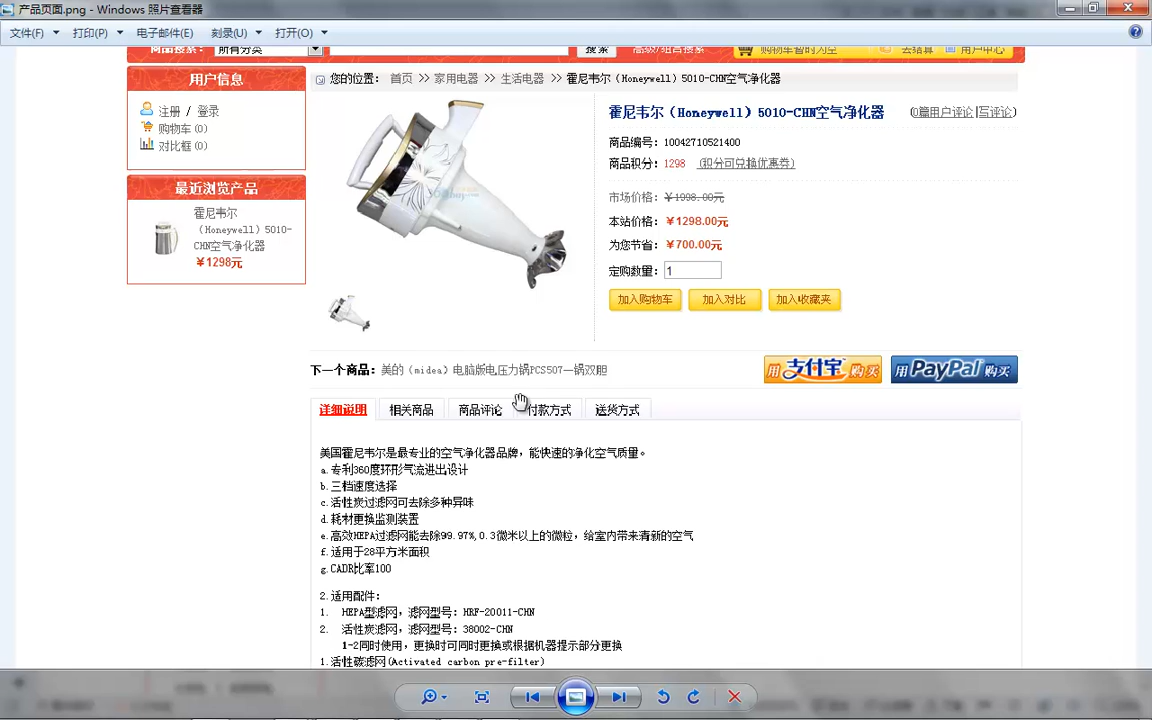 产品页面.png - Windows 照片查看器
文件(F) 打印(P) 电子邮件(E) 刻录(U) 打开(O)
商品搜索： 所有分类 搜索 高级/组合搜索 购物车暂时为空 去结算 用户中心
用户信息
注册 / 登录
购物车 (0)
对比框 (0)
最近浏览产品
霍尼韦尔
（Honeywell）5010-
CHN空气净化器
￥1298元
您的位置： 首页 >> 家用电器 >> 生活电器 >> 霍尼韦尔（Honeywell）5010-CHN空气净化器
霍尼韦尔（Honeywell）5010-CHN空气净化器 (0篇用户评论|写评论)
商品编号：10042710521400
商品积分：1298 (积分可兑换优惠券)
市场价格：￥1998.00元
本站价格：￥1298.00元
为您节省：￥700.00元
定购数量：1
加入购物车 加入对比 加入收藏夹
下一个商品：美的（midea）电脑版电压力锅PCS507一锅双胆
用 支付宝 购买 用 PayPal 购买
详细说明 相关商品 商品评论 付款方式 送货方式
美国霍尼韦尔是最专业的空气净化器品牌，能快速的净化空气质量。
a.专利360度环形气流进出设计
b.三档速度选择
c.活性炭过滤网可去除多种异味
d.耗材更换监测装置
e.高效HEPA过滤网能去除99.97%,0.3微米以上的微粒，给室内带来清新的空气
f.适用于28平方米面积
g.CADR比率100
2.适用配件：
1. HEPA型滤网，滤网型号：HRF-20011-CHN
2. 活性炭滤网，滤网型号：38002-CHN
1-2同时使用，更换时可同时更换或根据机器提示部分更换
1.活性碳滤网(Activated carbon pre-filter)